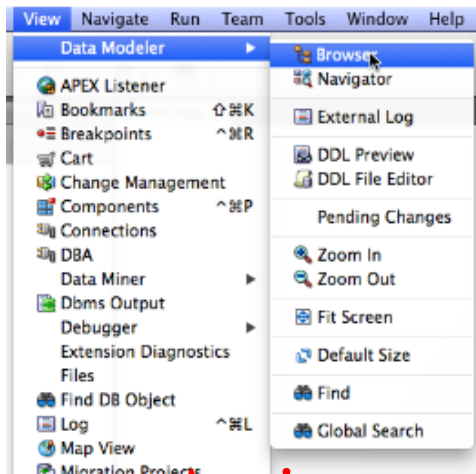 View Navigate Run Team Tools Window Help
Data Modeler
APEX Listener
Bookmarks ⇧⌘K
Breakpoints ^⌘R
Cart
Change Management
Components ^⌘P
Connections
DBA
Data Miner
Dbms Output
Debugger
Extension Diagnostics
Files
Find DB Object
Log ^⌘L
Map View
Migration Projects
Browser
Navigator
External Log
DDL Preview
DDL File Editor
Pending Changes
Zoom In
Zoom Out
Fit Screen
Default Size
Find
Global Search